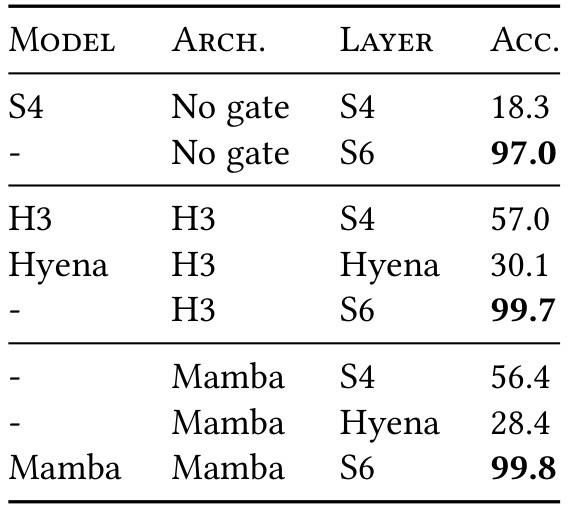 MODEL ARCH. LAYER ACC.
S4 No gate S4 18.3
- No gate S6 97.0
H3 H3 S4 57.0
Hyena H3 Hyena 30.1
- H3 S6 99.7
- Mamba S4 56.4
- Mamba Hyena 28.4
Mamba Mamba S6 99.8